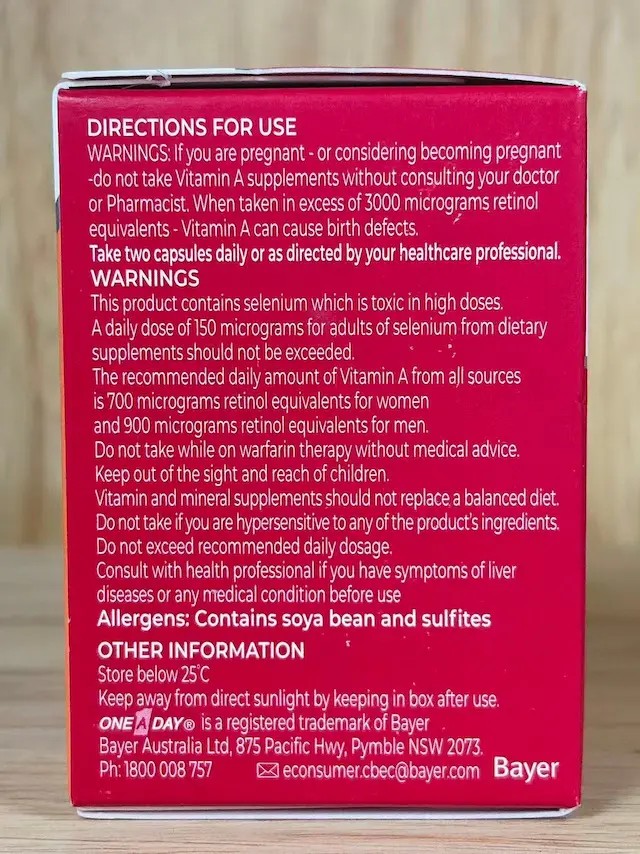 DIRECTIONS FOR USE
WARNINGS: If you are pregnant - or considering becoming pregnant
-do not take Vitamin A supplements without consulting your doctor
or Pharmacist. When taken in excess of 3000 micrograms retinol
equivalents - Vitamin A can cause birth defects.
Take two capsules daily or as directed by your healthcare professional.
WARNINGS
This product contains selenium which is toxic in high doses.
A daily dose of 150 micrograms for adults of selenium from dietary
supplements should not be exceeded.
The recommended daily amount of Vitamin A from all sources
is 700 micrograms retinol equivalents for women
and 900 micrograms retinol equivalents for men.
Do not take while on warfarin therapy without medical advice.
Keep out of the sight and reach of children.
Vitamin and mineral supplements should not replace a balanced diet.
Do not take if you are hypersensitive to any of the product's ingredients.
Do not exceed recommended daily dosage.
Consult with health professional if you have symptoms of liver
diseases or any medical condition before use
Allergens: Contains soya bean and sulfites
OTHER INFORMATION
Store below 25°C
Keep away from direct sunlight by keeping in box after use.
ONE A DAY® is a registered trademark of Bayer
Bayer Australia Ltd, 875 Pacific Hwy, Pymble NSW 2073.
Ph: 1800 008 757 econsumer.cbec@bayer.com Bayer